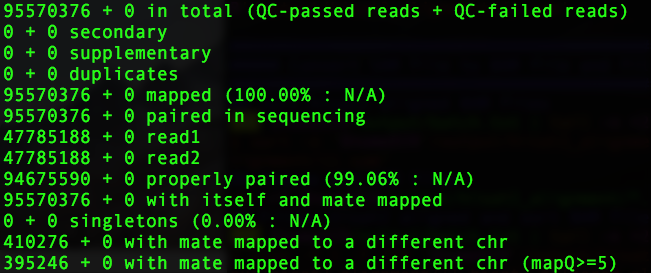 95570376 + 0 in total (QC-passed reads + QC-failed reads)
0 + 0 secondary
0 + 0 supplementary
0 + 0 duplicates
95570376 + 0 mapped (100.00% : N/A)
95570376 + 0 paired in sequencing
47785188 + 0 read1
47785188 + 0 read2
94675590 + 0 properly paired (99.06% : N/A)
95570376 + 0 with itself and mate mapped
0 + 0 singletons (0.00% : N/A)
410276 + 0 with mate mapped to a different chr
395246 + 0 with mate mapped to a different chr (mapQ>=5)